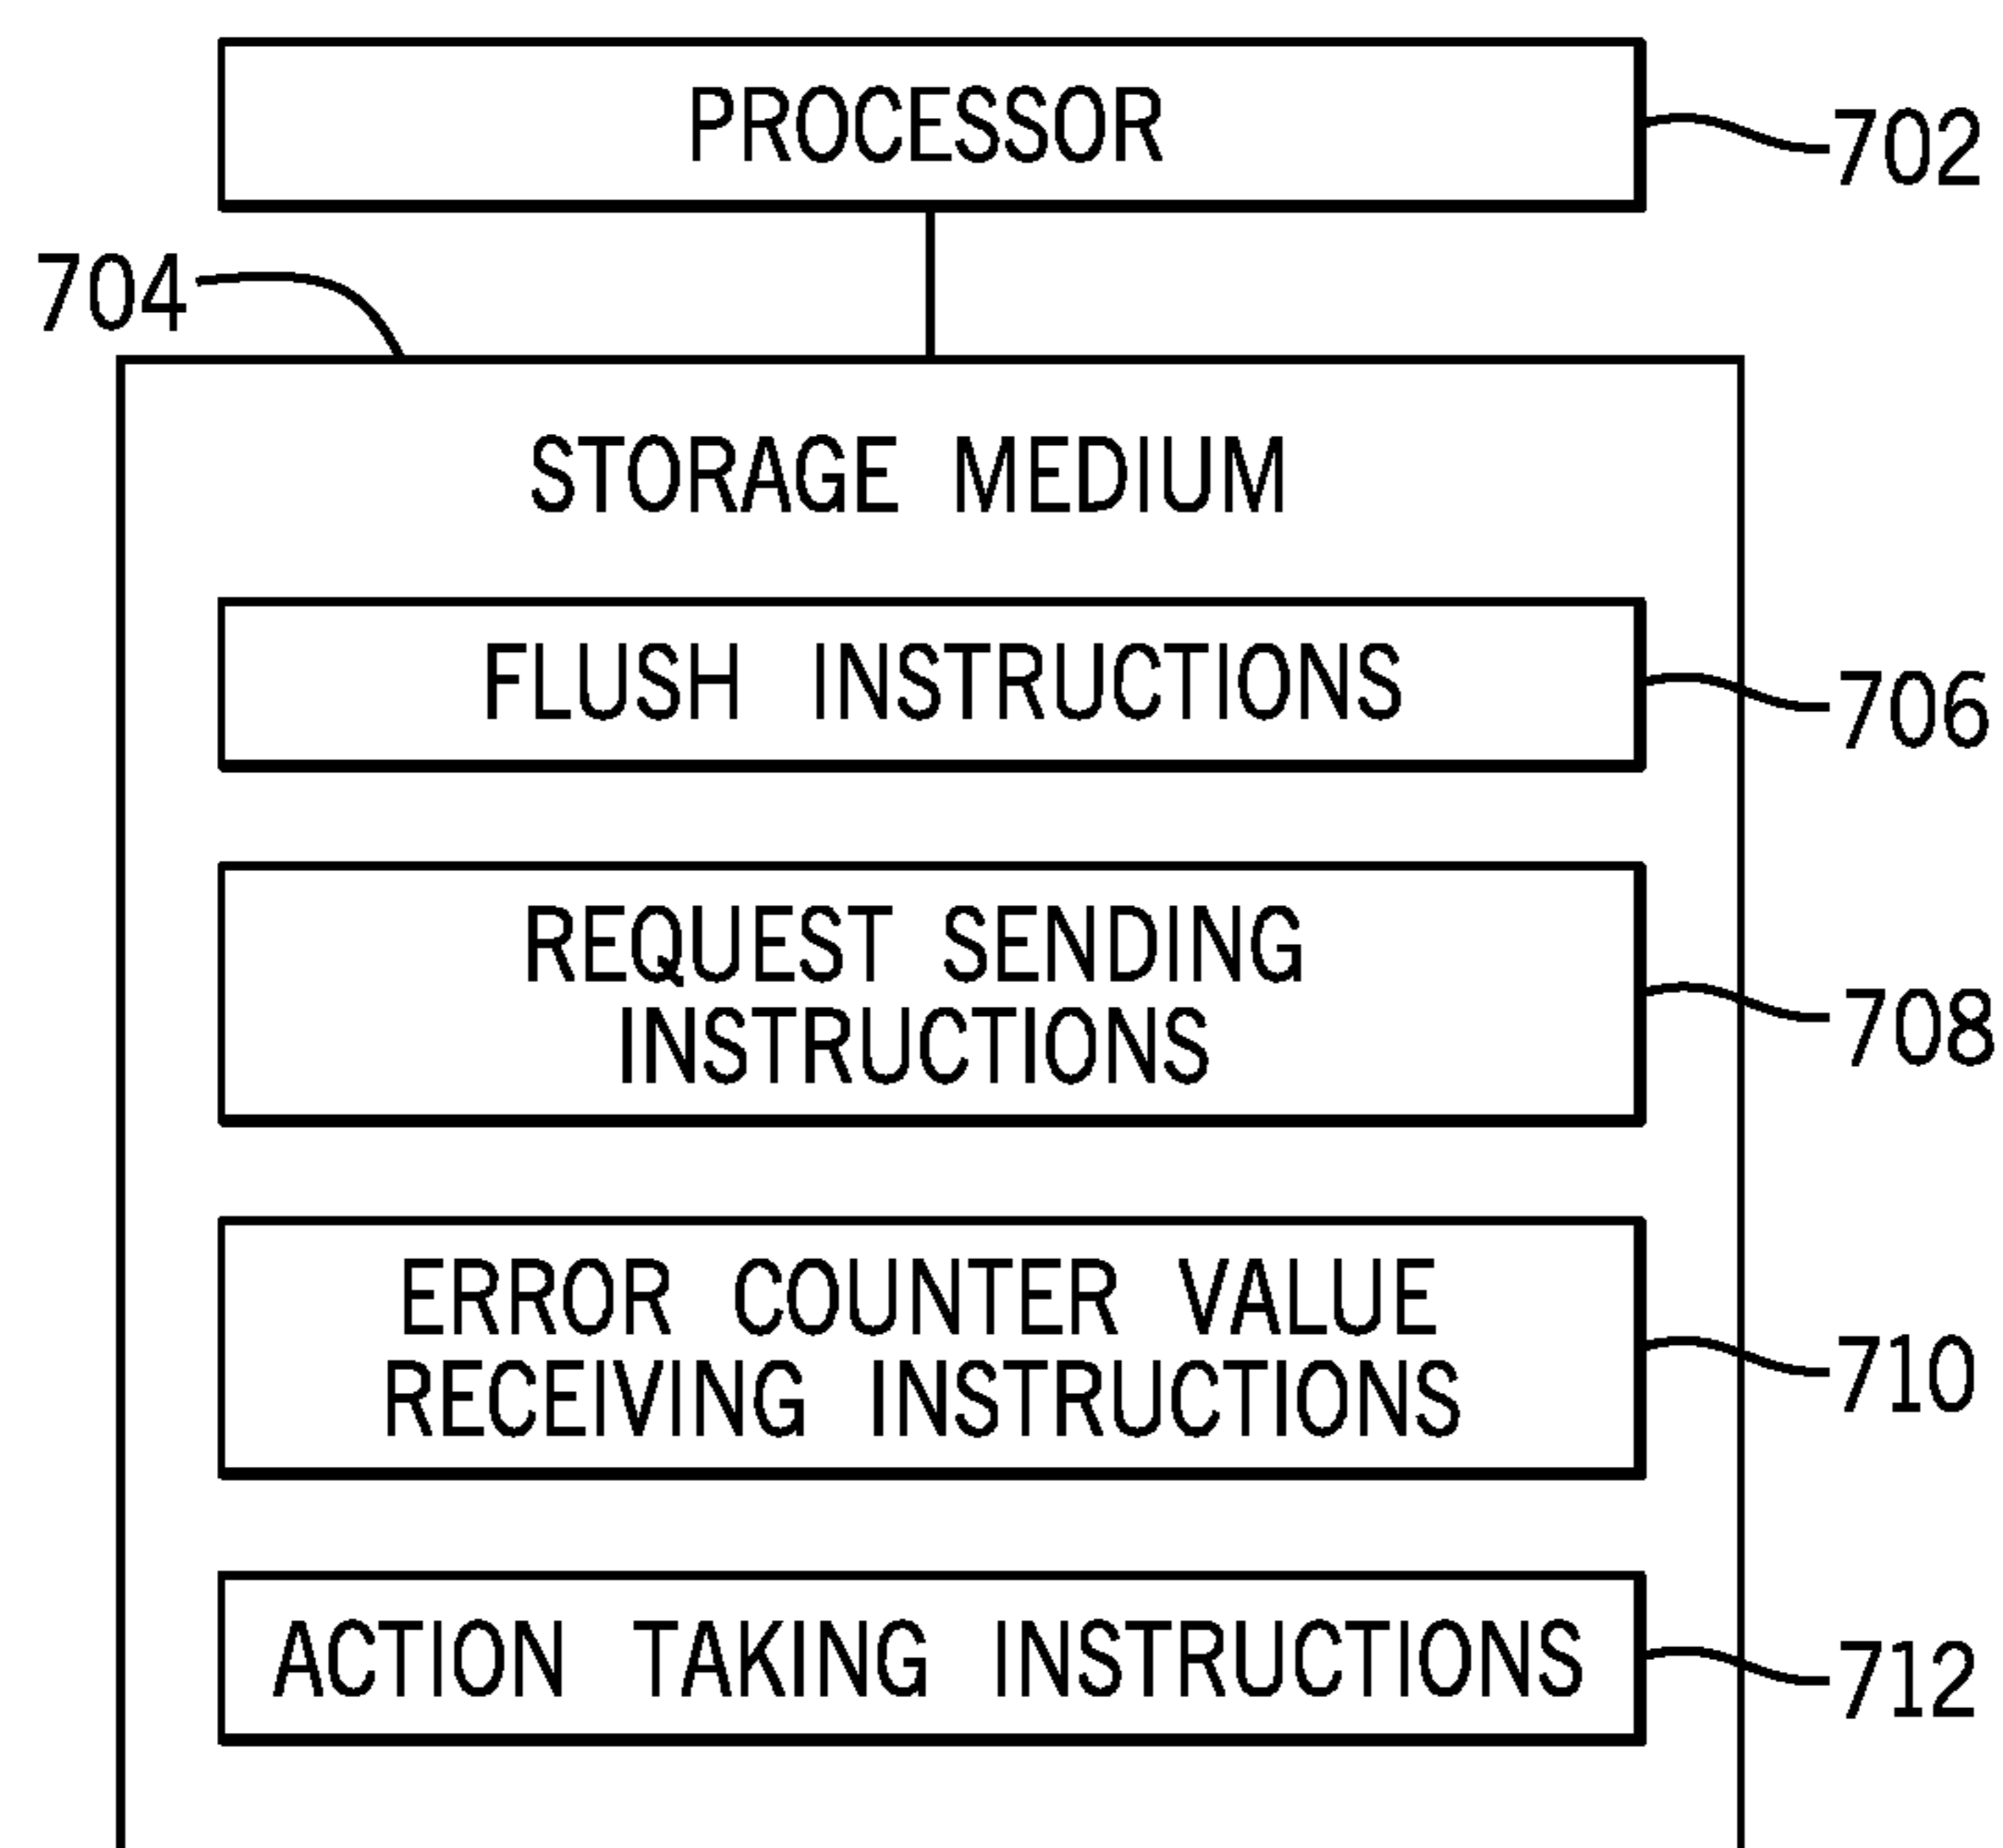 PROCESSOR
702
704
STORAGE MEDIUM
FLUSH INSTRUCTIONS
706
REQUEST SENDING
INSTRUCTIONS
708
ERROR COUNTER VALUE
RECEIVING INSTRUCTIONS
710
ACTION TAKING INSTRUCTIONS
712